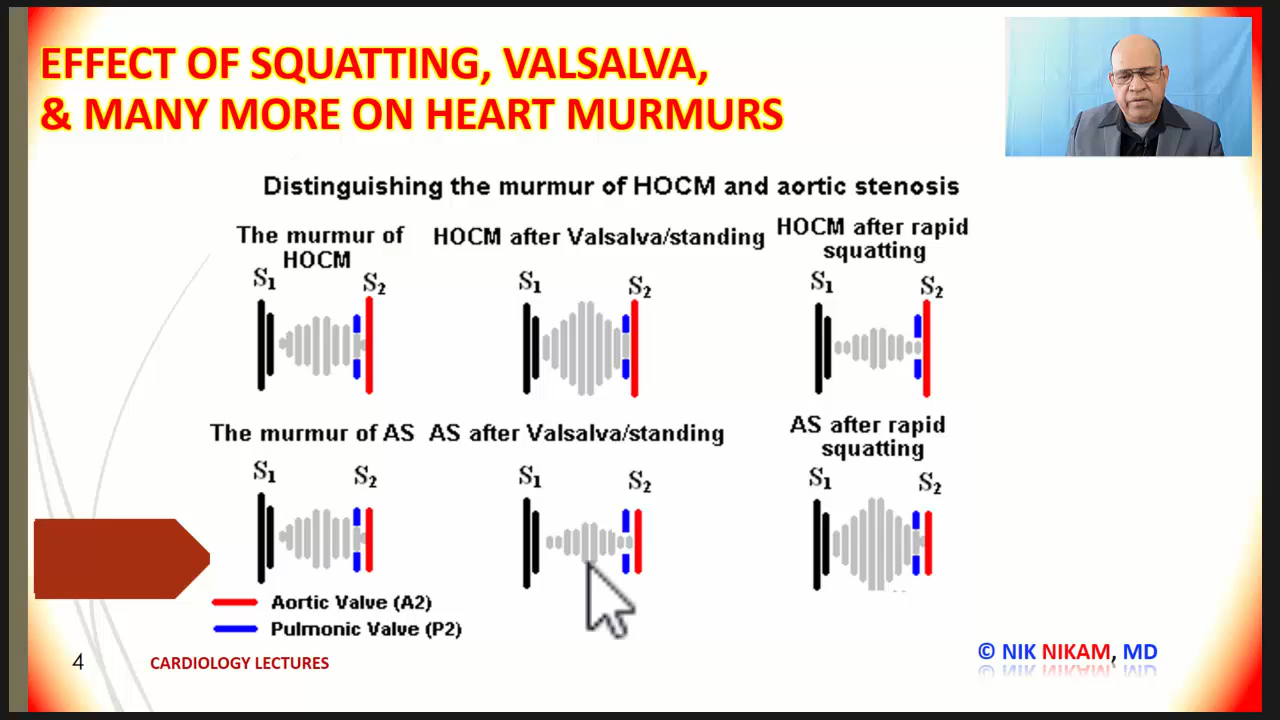 EFFECT OF SQUATTING, VALSALVA,
& MANY MORE ON HEART MURMURS
Distinguishing the murmur of HOCM and aortic stenosis
The murmur of
HOCM
S₁
S₂
HOCM after Valsalva/standing
S₁
S₂
HOCM after rapid
squatting
S₁
S₂
The murmur of AS
S₁
S₂
AS after Valsalva/standing
S₁
S₂
AS after rapid
squatting
S₁
S₂
Aortic Valve (A2)
Pulmonic Valve (P2)
4
CARDIOLOGY LECTURES
© NIK NIKAM, MD